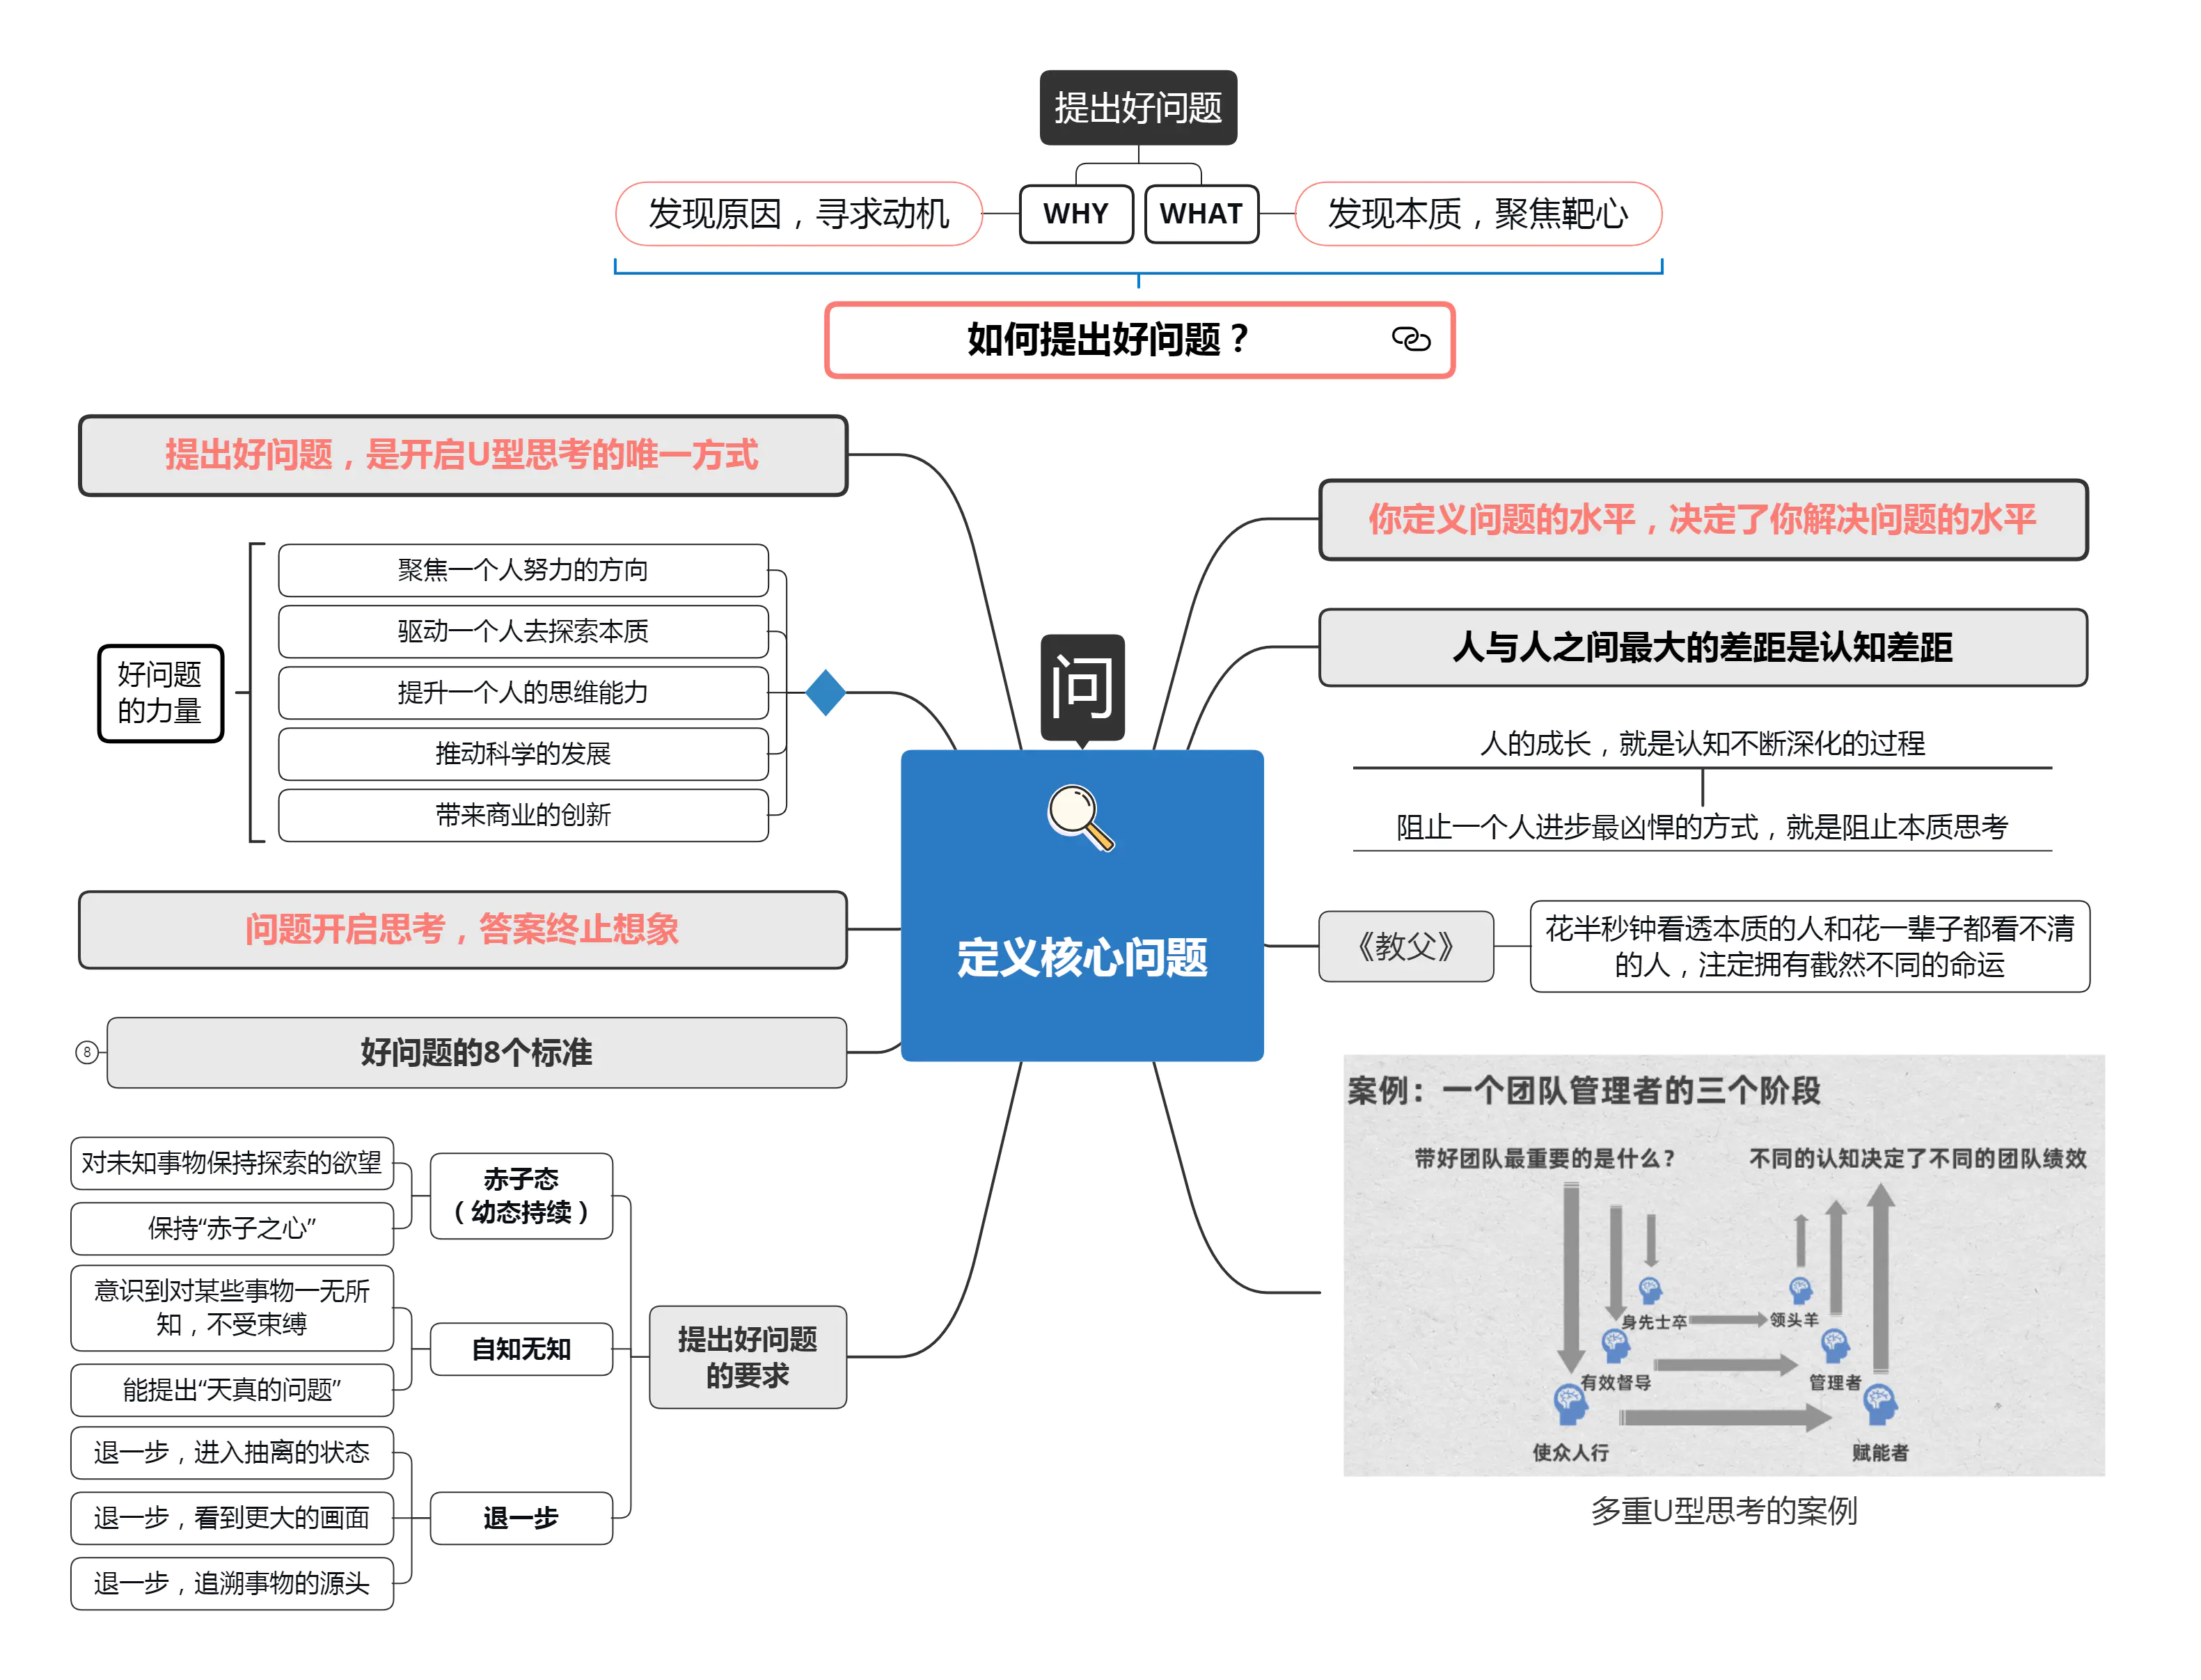 提出好问题
发现原因，寻求动机
WHY
WHAT
发现本质，聚焦靶心
如何提出好问题？
提出好问题，是开启U型思考的唯一方式
聚焦一个人努力的方向
驱动一个人去探索本质
提升一个人的思维能力
推动科学的发展
带来商业的创新
好问题
的力量
问题开启思考，答案终止想象
8
好问题的8个标准
对未知事物保持探索的欲望
保持“赤子之心”
赤子态
（幼态持续）
意识到对某些事物一无所
知，不受束缚
能提出“天真的问题”
自知无知
退一步，进入抽离的状态
退一步，看到更大的画面
退一步，追溯事物的源头
退一步
提出好问题
的要求
问
定义核心问题
你定义问题的水平，决定了你解决问题的水平
人与人之间最大的差距是认知差距
人的成长，就是认知不断深化的过程
阻止一个人进步最凶悍的方式，就是阻止本质思考
《教父》
花半秒钟看透本质的人和花一辈子都看不清
的人，注定拥有截然不同的命运
案例：一个团队管理者的三个阶段
带好团队最重要的是什么？
不同的认知决定了不同的团队绩效
身先士卒
领头羊
有效督导
管理者
使众人行
赋能者
多重U型思考的案例